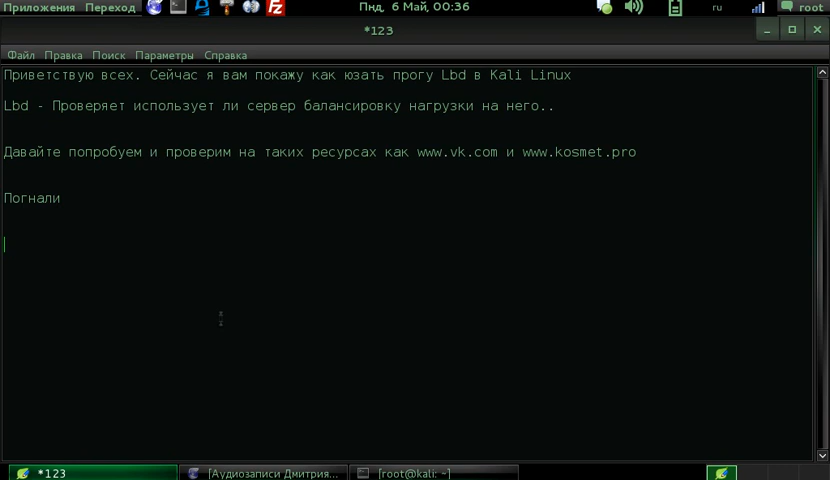 Приложения Переход Пнд, 6 Май, 00:36 ru root
*123
Файл Правка Поиск Параметры Справка
Приветствую всех. Сейчас я вам покажу как юзать прогу Lbd в Kali Linux
Lbd - Проверяет использует ли сервер балансировку нагрузки на него..
Давайте попробуем и проверим на таких ресурсах как www.vk.com и www.kosmet.pro
Погнали
*123 [Аудиозаписи Дмитрия... [root@kali: ~]